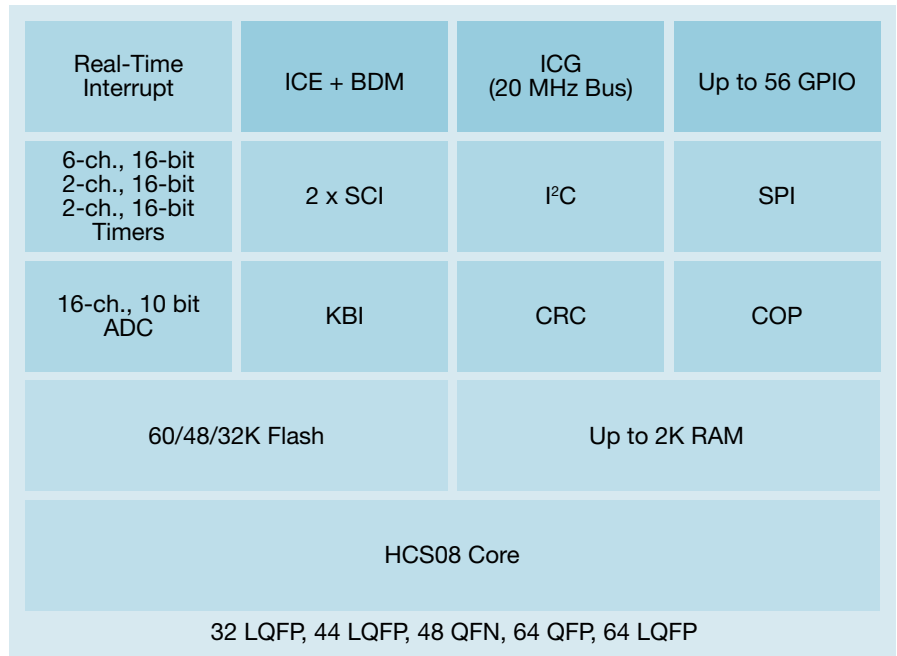 Real-Time
Interrupt
ICE + BDM
ICG
(20 MHz Bus)
Up to 56 GPIO
6-ch., 16-bit
2-ch., 16-bit
2-ch., 16-bit
Timers
2 x SCI
I²C
SPI
16-ch., 10 bit
ADC
KBI
CRC
COP
60/48/32K Flash
Up to 2K RAM
HCS08 Core
32 LQFP, 44 LQFP, 48 QFN, 64 QFP, 64 LQFP